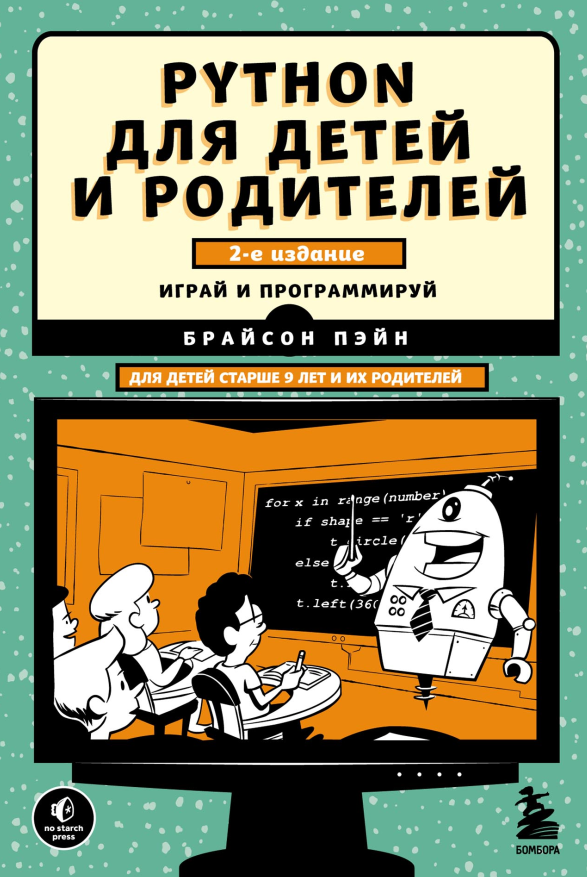 PYTHON
ДЛЯ ДЕТЕЙ
И РОДИТЕЛЕЙ
2-е издание
ИГРАЙ И ПРОГРАММИРУЙ
БРАЙСОН ПЭЙН
ДЛЯ ДЕТЕЙ СТАРШЕ 9 ЛЕТ И ИХ РОДИТЕЛЕЙ
for x in range(number
if shape == 'r'
t.circle(
else
t.
t.left(360
no starch
press
БОМБОРА